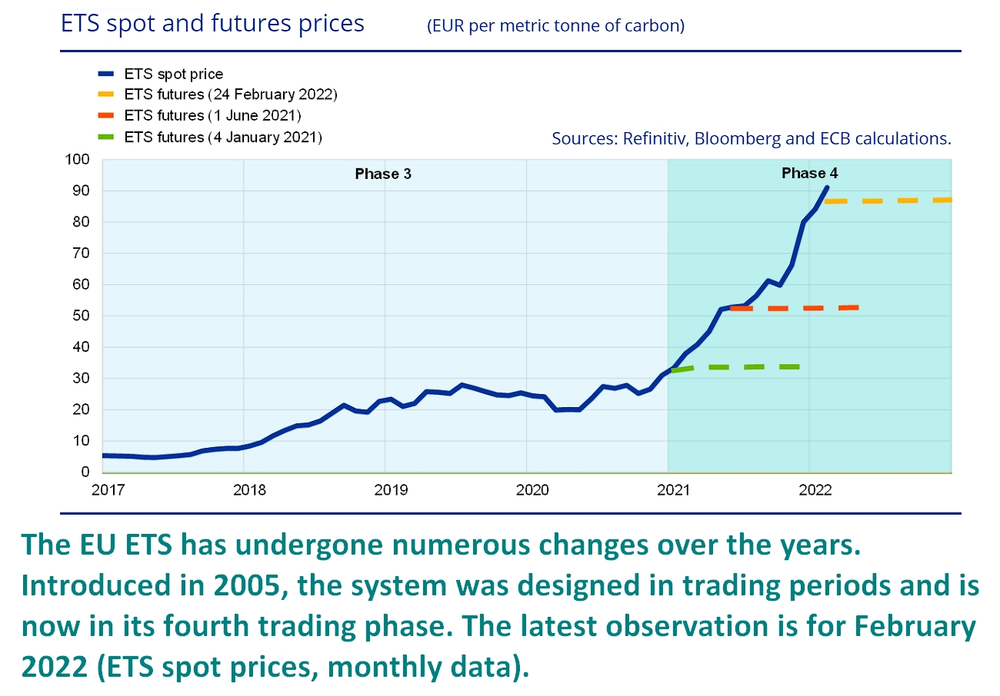 ETS spot and futures prices (EUR per metric tonne of carbon)
ETS spot price
ETS futures (24 February 2022)
ETS futures (1 June 2021)
ETS futures (4 January 2021)
Sources: Refinitiv, Bloomberg and ECB calculations.
Phase 3 Phase 4
100
90
80
70
60
50
40
30
20
10
0
2017 2018 2019 2020 2021 2022
The EU ETS has undergone numerous changes over the years.
Introduced in 2005, the system was designed in trading periods and is
now in its fourth trading phase. The latest observation is for February
2022 (ETS spot prices, monthly data).